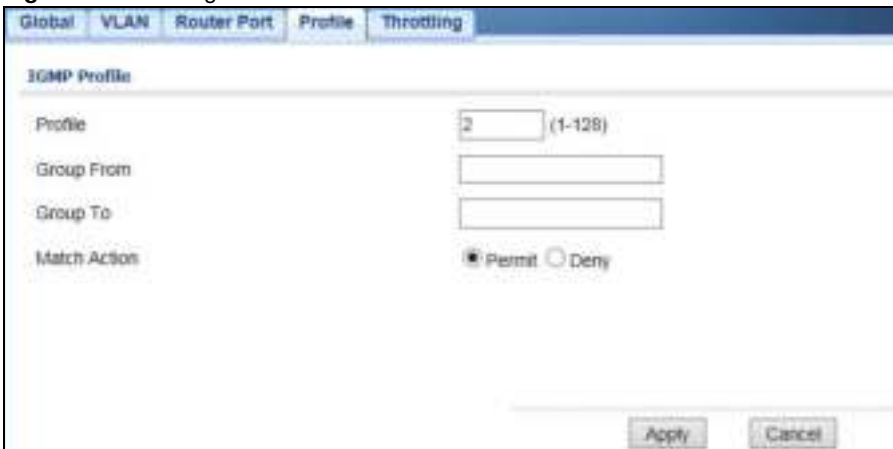 Global VLAN Router Port Profile Throttling
IGMP Profile
Profile 2 (1-128)
Group From
Group To
Match Action Permit Deny
Apply Cancel